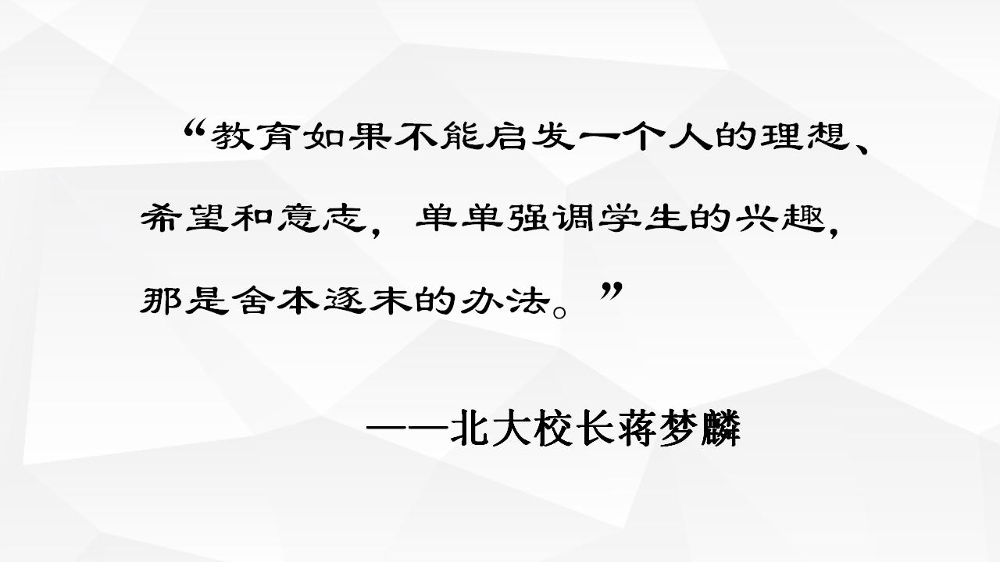 “教育如果不能启发一个人的理想、
希望和意志，单单强调学生的兴趣，
那是舍本逐末的办法。”
——北大校长蒋梦麟